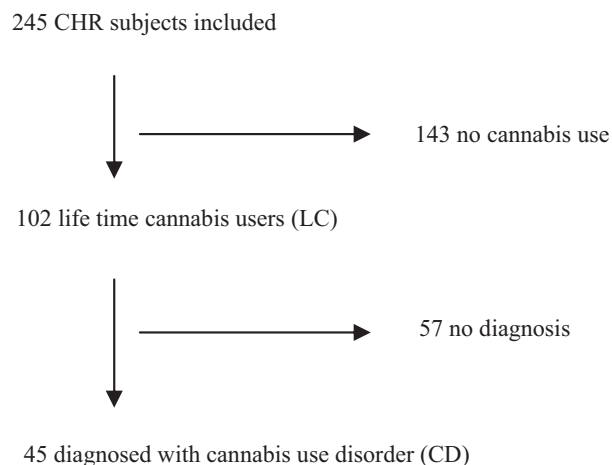 245 CHR subjects included
143 no cannabis use
102 life time cannabis users (LC)
57 no diagnosis
45 diagnosed with cannabis use disorder (CD)